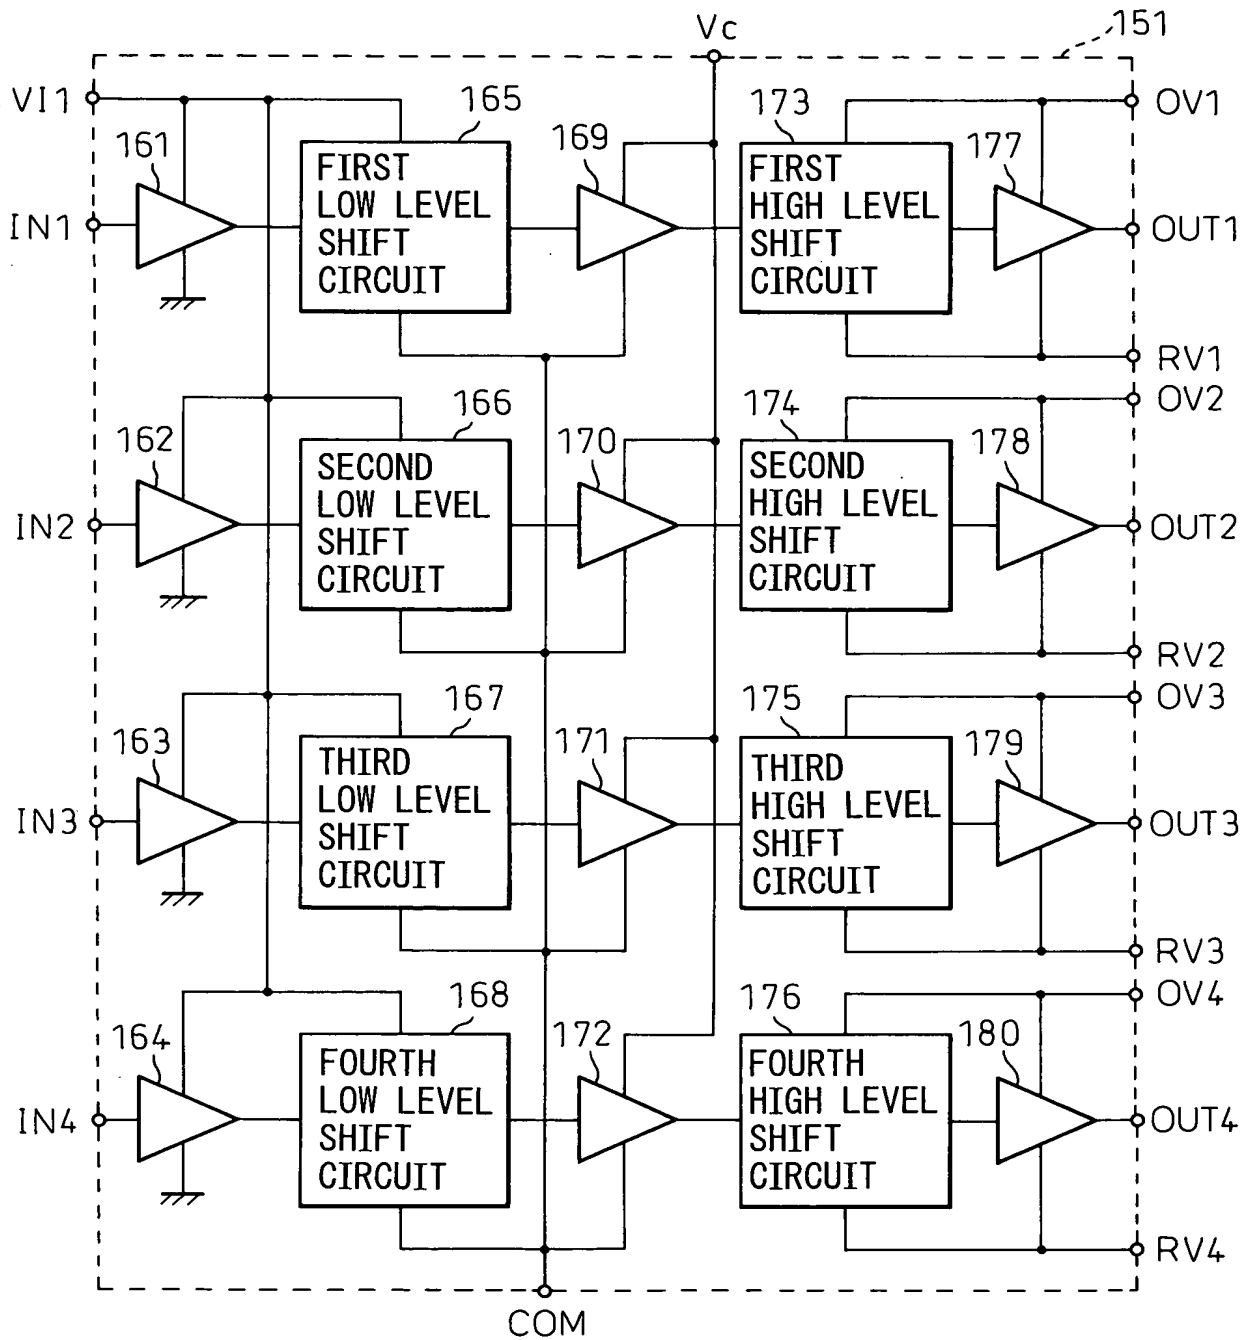 Vc
151
VI1
OV1
161
165
169
173
177
FIRST
LOW LEVEL
SHIFT
CIRCUIT
FIRST
HIGH LEVEL
SHIFT
CIRCUIT
IN1
OUT1
RV1
OV2
162
166
170
174
178
SECOND
LOW LEVEL
SHIFT
CIRCUIT
SECOND
HIGH LEVEL
SHIFT
CIRCUIT
IN2
OUT2
RV2
OV3
163
167
171
175
179
THIRD
LOW LEVEL
SHIFT
CIRCUIT
THIRD
HIGH LEVEL
SHIFT
CIRCUIT
IN3
OUT3
RV3
OV4
164
168
172
176
180
FOURTH
LOW LEVEL
SHIFT
CIRCUIT
FOURTH
HIGH LEVEL
SHIFT
CIRCUIT
IN4
OUT4
RV4
COM